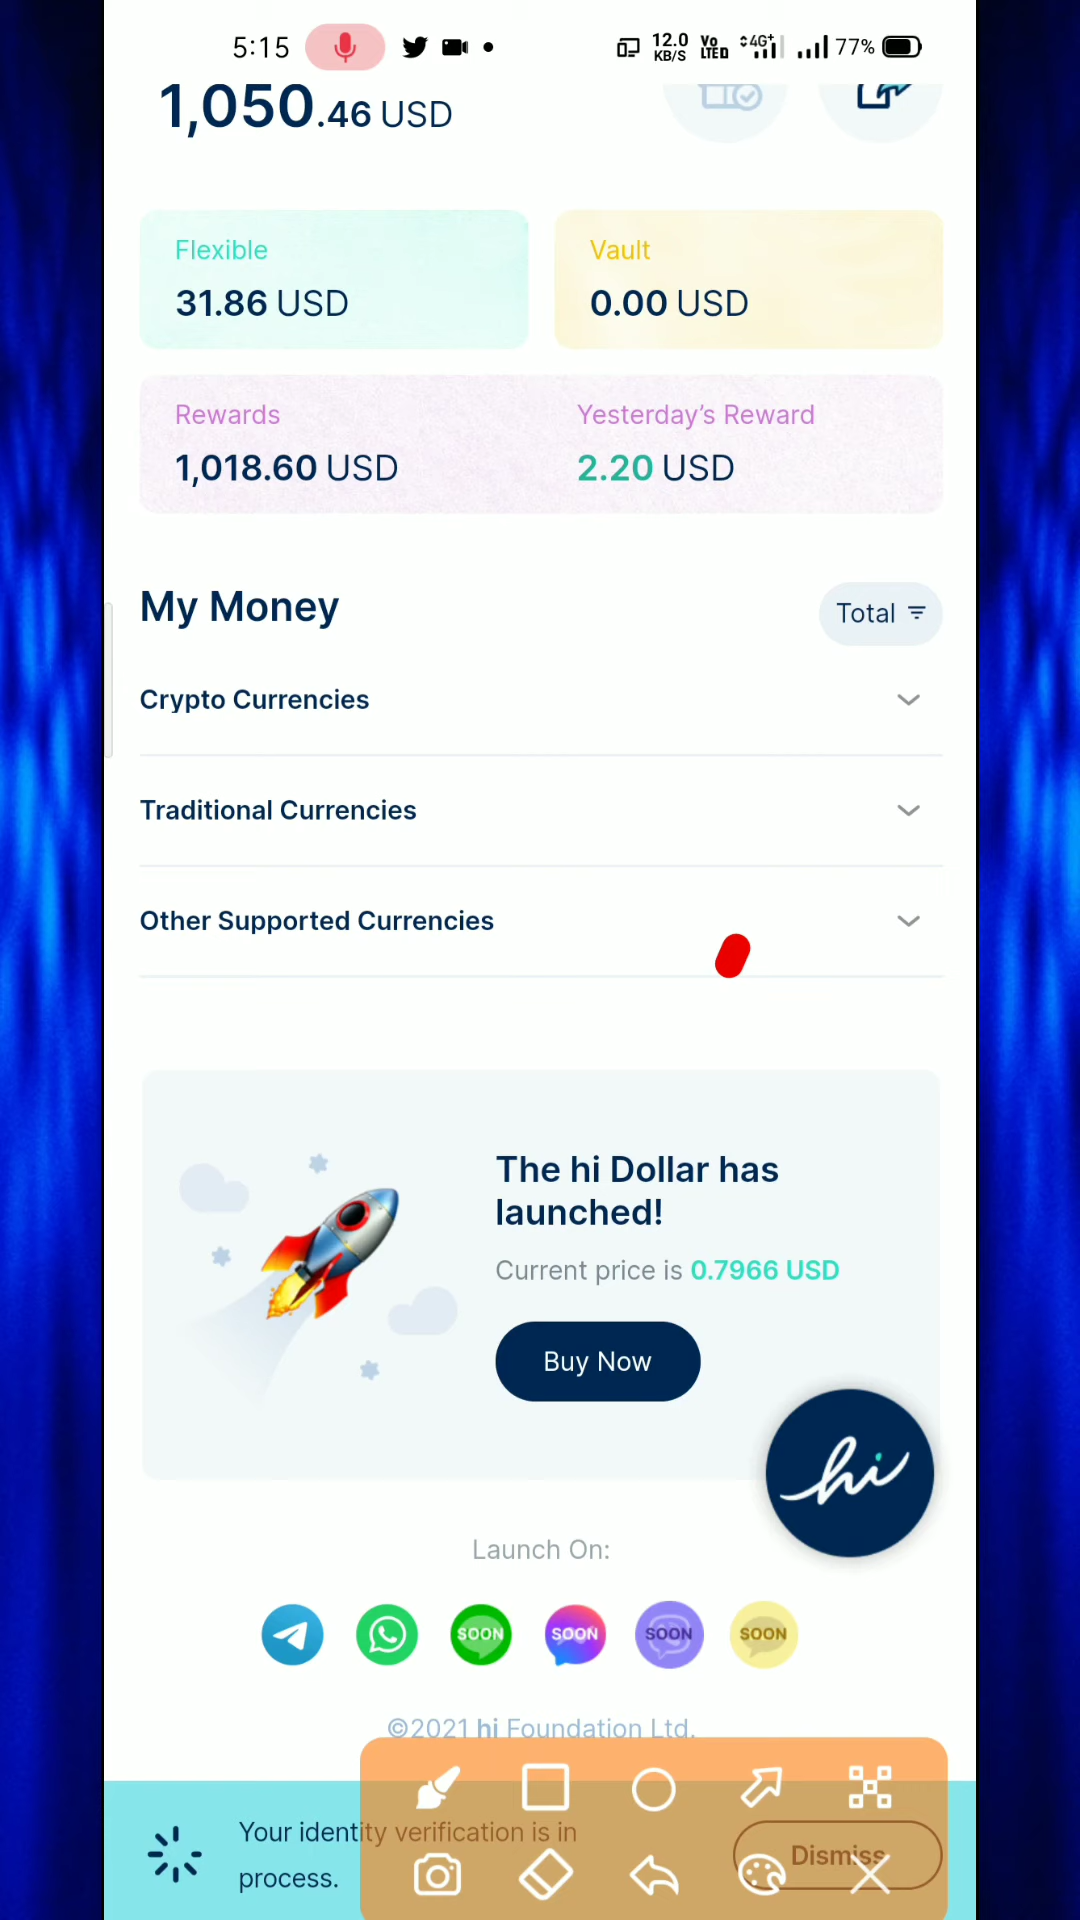 5:15
12.0 KB/S
Vo LTED
4G+
77%
1,050.46 USD
Flexible
31.86 USD
Vault
0.00 USD
Rewards
1,018.60 USD
Yesterday's Reward
2.20 USD
My Money
Total
Crypto Currencies
Traditional Currencies
Other Supported Currencies
The hi Dollar has
launched!
Current price is 0.7966 USD
Buy Now
hi
Launch On:
SOON
SOON
SOON
SOON
©2021 hi Foundation Ltd.
Your identity verification is in
process.
Dismiss